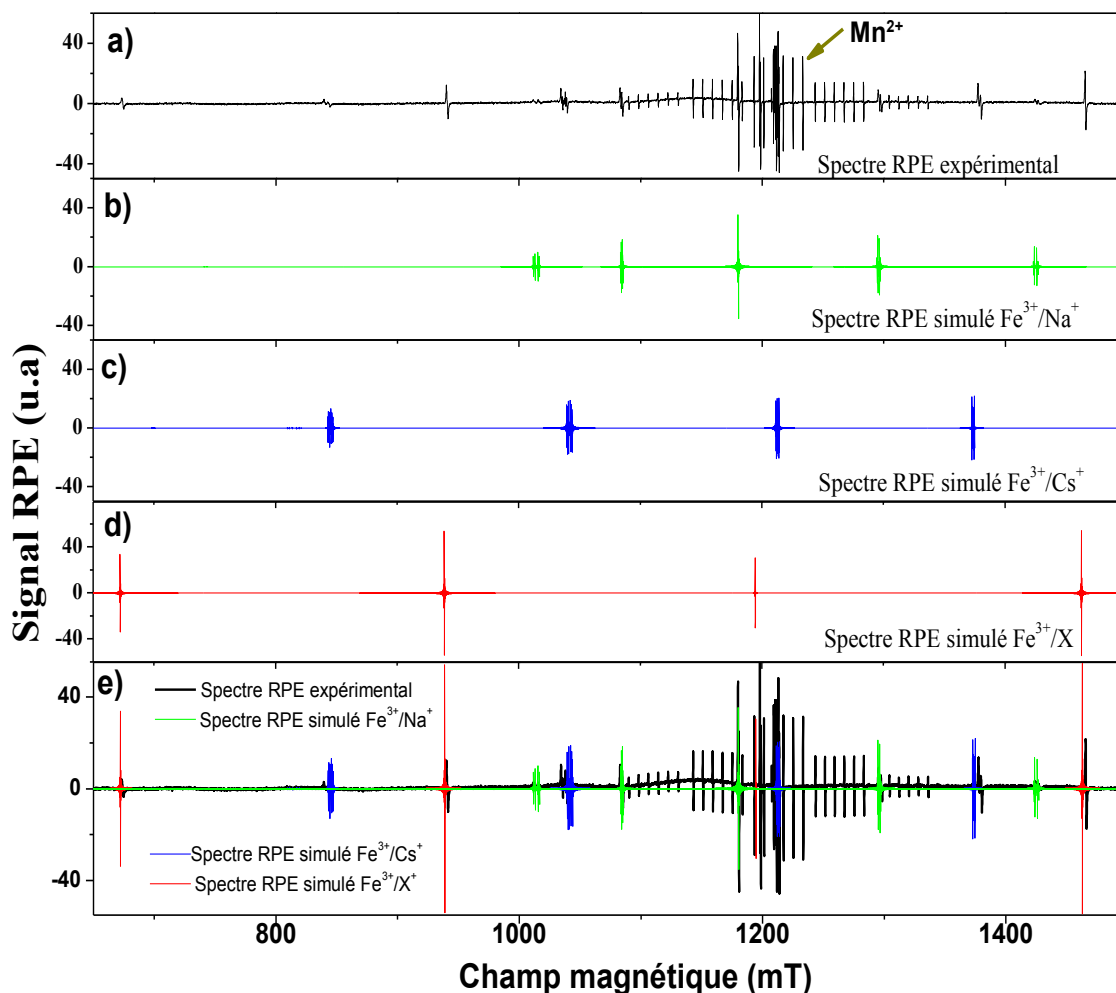 a)
Mn2+
40
0
-40
Spectre RPE expérimental
b)
40
0
-40
Spectre RPE simulé Fe3+/Na+
c)
40
0
-40
Spectre RPE simulé Fe3+/Cs+
d)
40
0
-40
Spectre RPE simulé Fe3+/X
e)
40
0
-40
Spectre RPE expérimental
Spectre RPE simulé Fe3+/Na+
Spectre RPE simulé Fe3+/Cs+
Spectre RPE simulé Fe3+/X+
800 1000 1200 1400
Champ magnétique (mT)
Signal RPE (u.a)